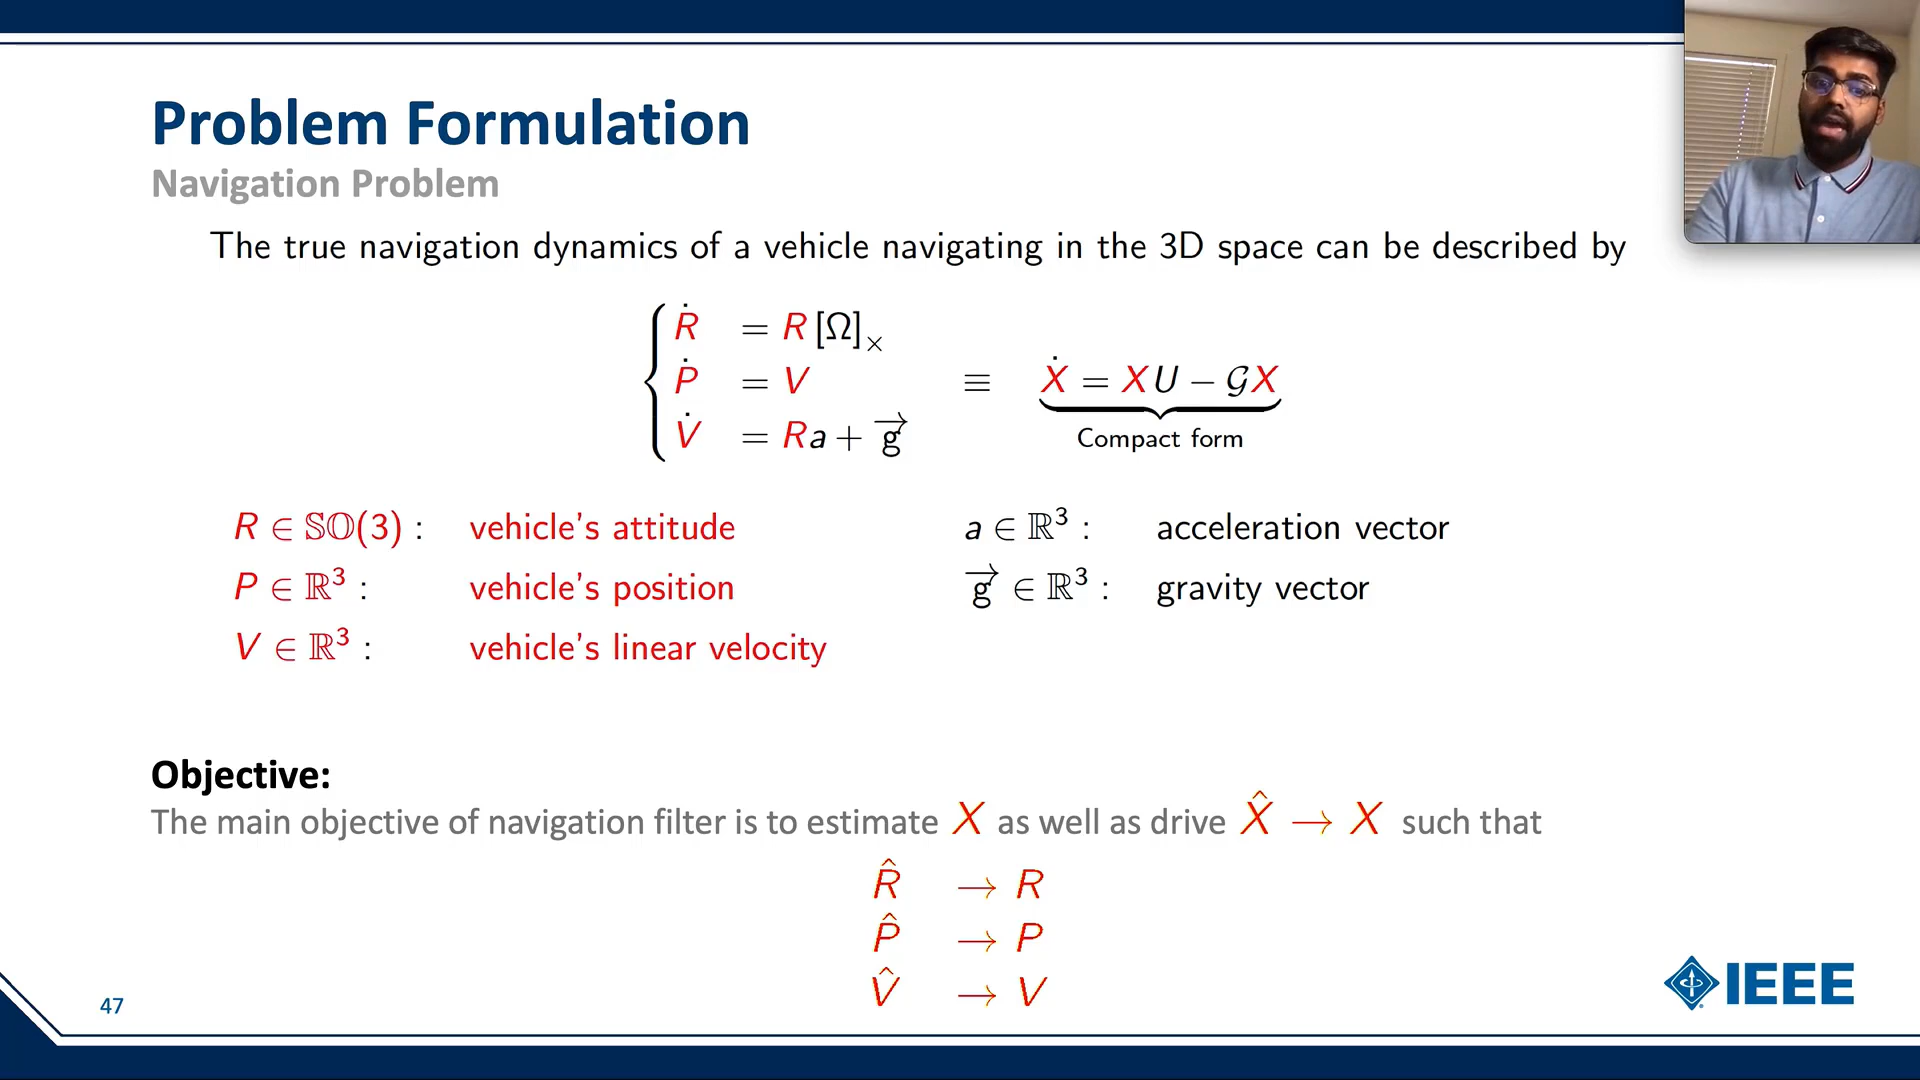 Problem Formulation
Navigation Problem
The true navigation dynamics of a vehicle navigating in the 3D space can be described by
Ṙ = R [Ω]×
Ṗ = V ≡ Ẋ = XU − 𝒢X
V̇ = Ra + g⃗ Compact form
R ∈ 𝕊𝕆(3) : vehicle's attitude a ∈ ℝ³ : acceleration vector
P ∈ ℝ³ : vehicle's position g⃗ ∈ ℝ³ : gravity vector
V ∈ ℝ³ : vehicle's linear velocity
Objective:
The main objective of navigation filter is to estimate X as well as drive X̂ → X such that
R̂ → R
P̂ → P
V̂ → V
47
IEEE